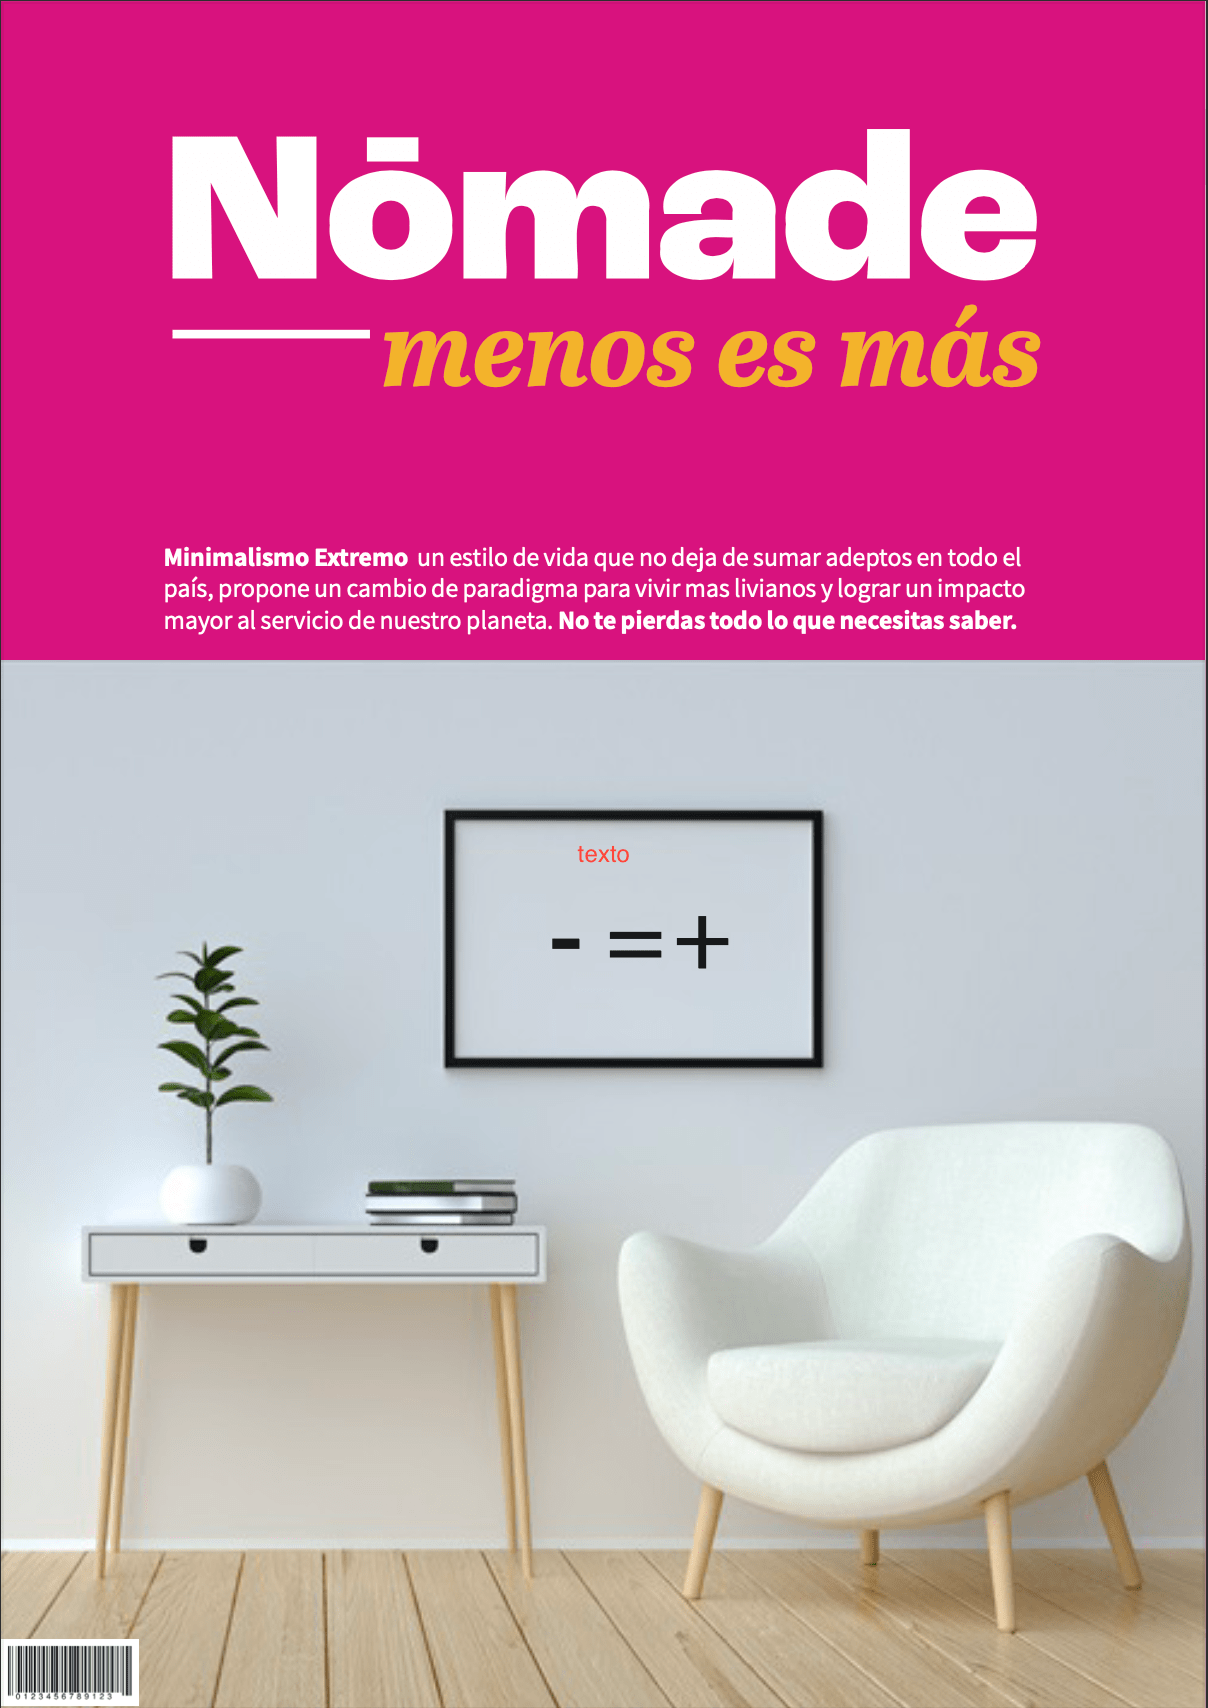 Nōmade
menos es más
Minimalismo Extremo un estilo de vida que no deja de sumar adeptos en todo el
país, propone un cambio de paradigma para vivir mas livianos y lograr un impacto
mayor al servicio de nuestro planeta. No te pierdas todo lo que necesitas saber.
texto
- =+
0123456789123